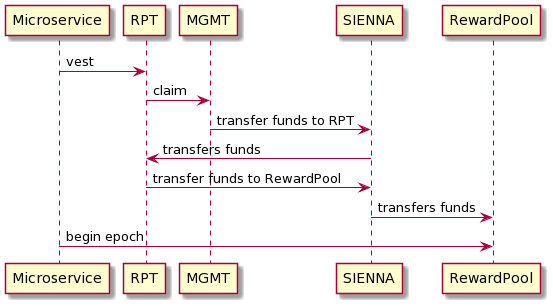 Microservice RPT MGMT SIENNA RewardPool
vest
claim
transfer funds to RPT
transfers funds
transfer funds to RewardPool
transfers funds
begin epoch
Microservice RPT MGMT SIENNA RewardPool